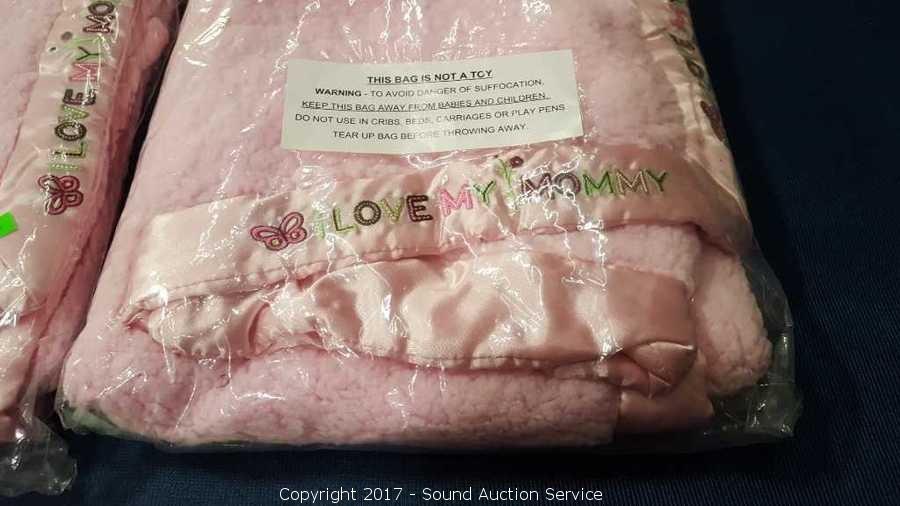 I LOVE MY MOM
THIS BAG IS NOT A TOY
WARNING - TO AVOID DANGER OF SUFFOCATION,
KEEP THIS BAG AWAY FROM BABIES AND CHILDREN.
DO NOT USE IN CRIBS, BEDS, CARRIAGES OR PLAY PENS
TEAR UP BAG BEFORE THROWING AWAY.
I LOVE MY MOMMY
Copyright 2017 - Sound Auction Service